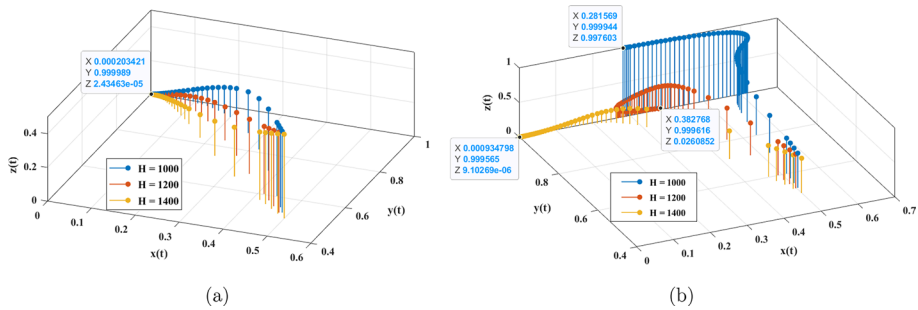 X 0.000203421
Y 0.999989
Z 2.43463e-05
0.4
0.2
0
z(t)
H = 1000
H = 1200
H = 1400
0
0.1
0.2
0.3
0.4
0.5
0.6
x(t)
0.4
0.6
0.8
1
y(t)
(a)
X 0.281569
Y 0.999944
Z 0.997603
1
0.5
0
z(t)
X 0.382768
Y 0.999616
Z 0.0260852
X 0.000934798
Y 0.999565
Z 9.10269e-06
0.8
0.6
0.4
y(t)
H = 1000
H = 1200
H = 1400
0
0.1
0.2
0.3
0.4
0.5
0.6
0.7
x(t)
(b)